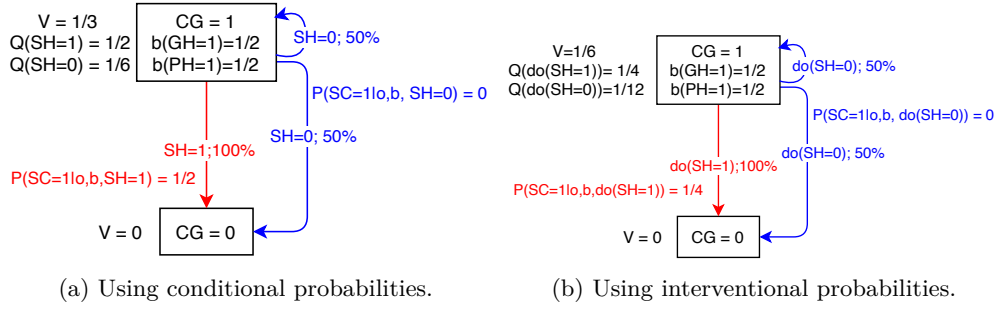 V = 1/3
Q(SH=1) = 1/2
Q(SH=0) = 1/6
CG = 1
b(GH=1)=1/2
b(PH=1)=1/2
SH=0; 50%
P(SC=1lo,b, SH=0) = 0
SH=0; 50%
SH=1;100%
P(SC=1lo,b,SH=1) = 1/2
V = 0
CG = 0
(a) Using conditional probabilities.
V=1/6
Q(do(SH=1))= 1/4
Q(do(SH=0))=1/12
CG = 1
b(GH=1)=1/2
b(PH=1)=1/2
do(SH=0); 50%
P(SC=1lo,b, do(SH=0)) = 0
do(SH=0); 50%
do(SH=1);100%
P(SC=1lo,b,do(SH=1)) = 1/4
V = 0
CG = 0
(b) Using interventional probabilities.